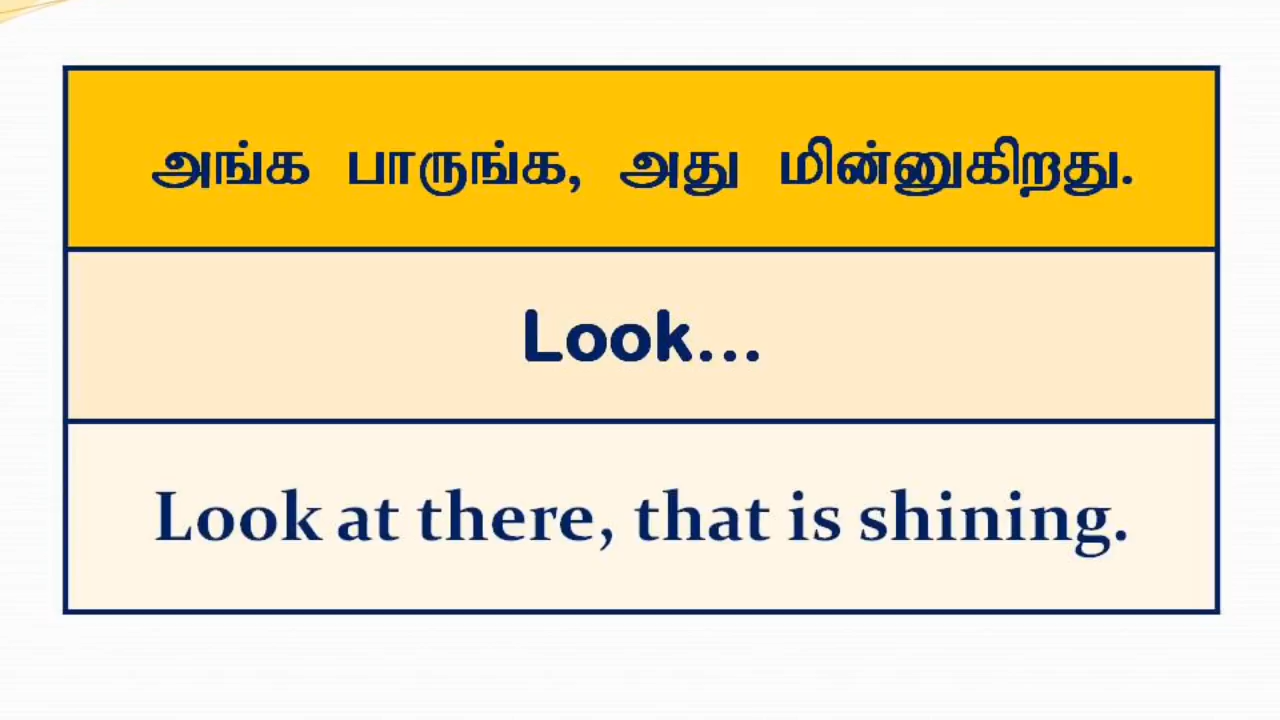 அங்க பாருங்க, அது மின்னுகிறது.
Look...
Look at there, that is shining.